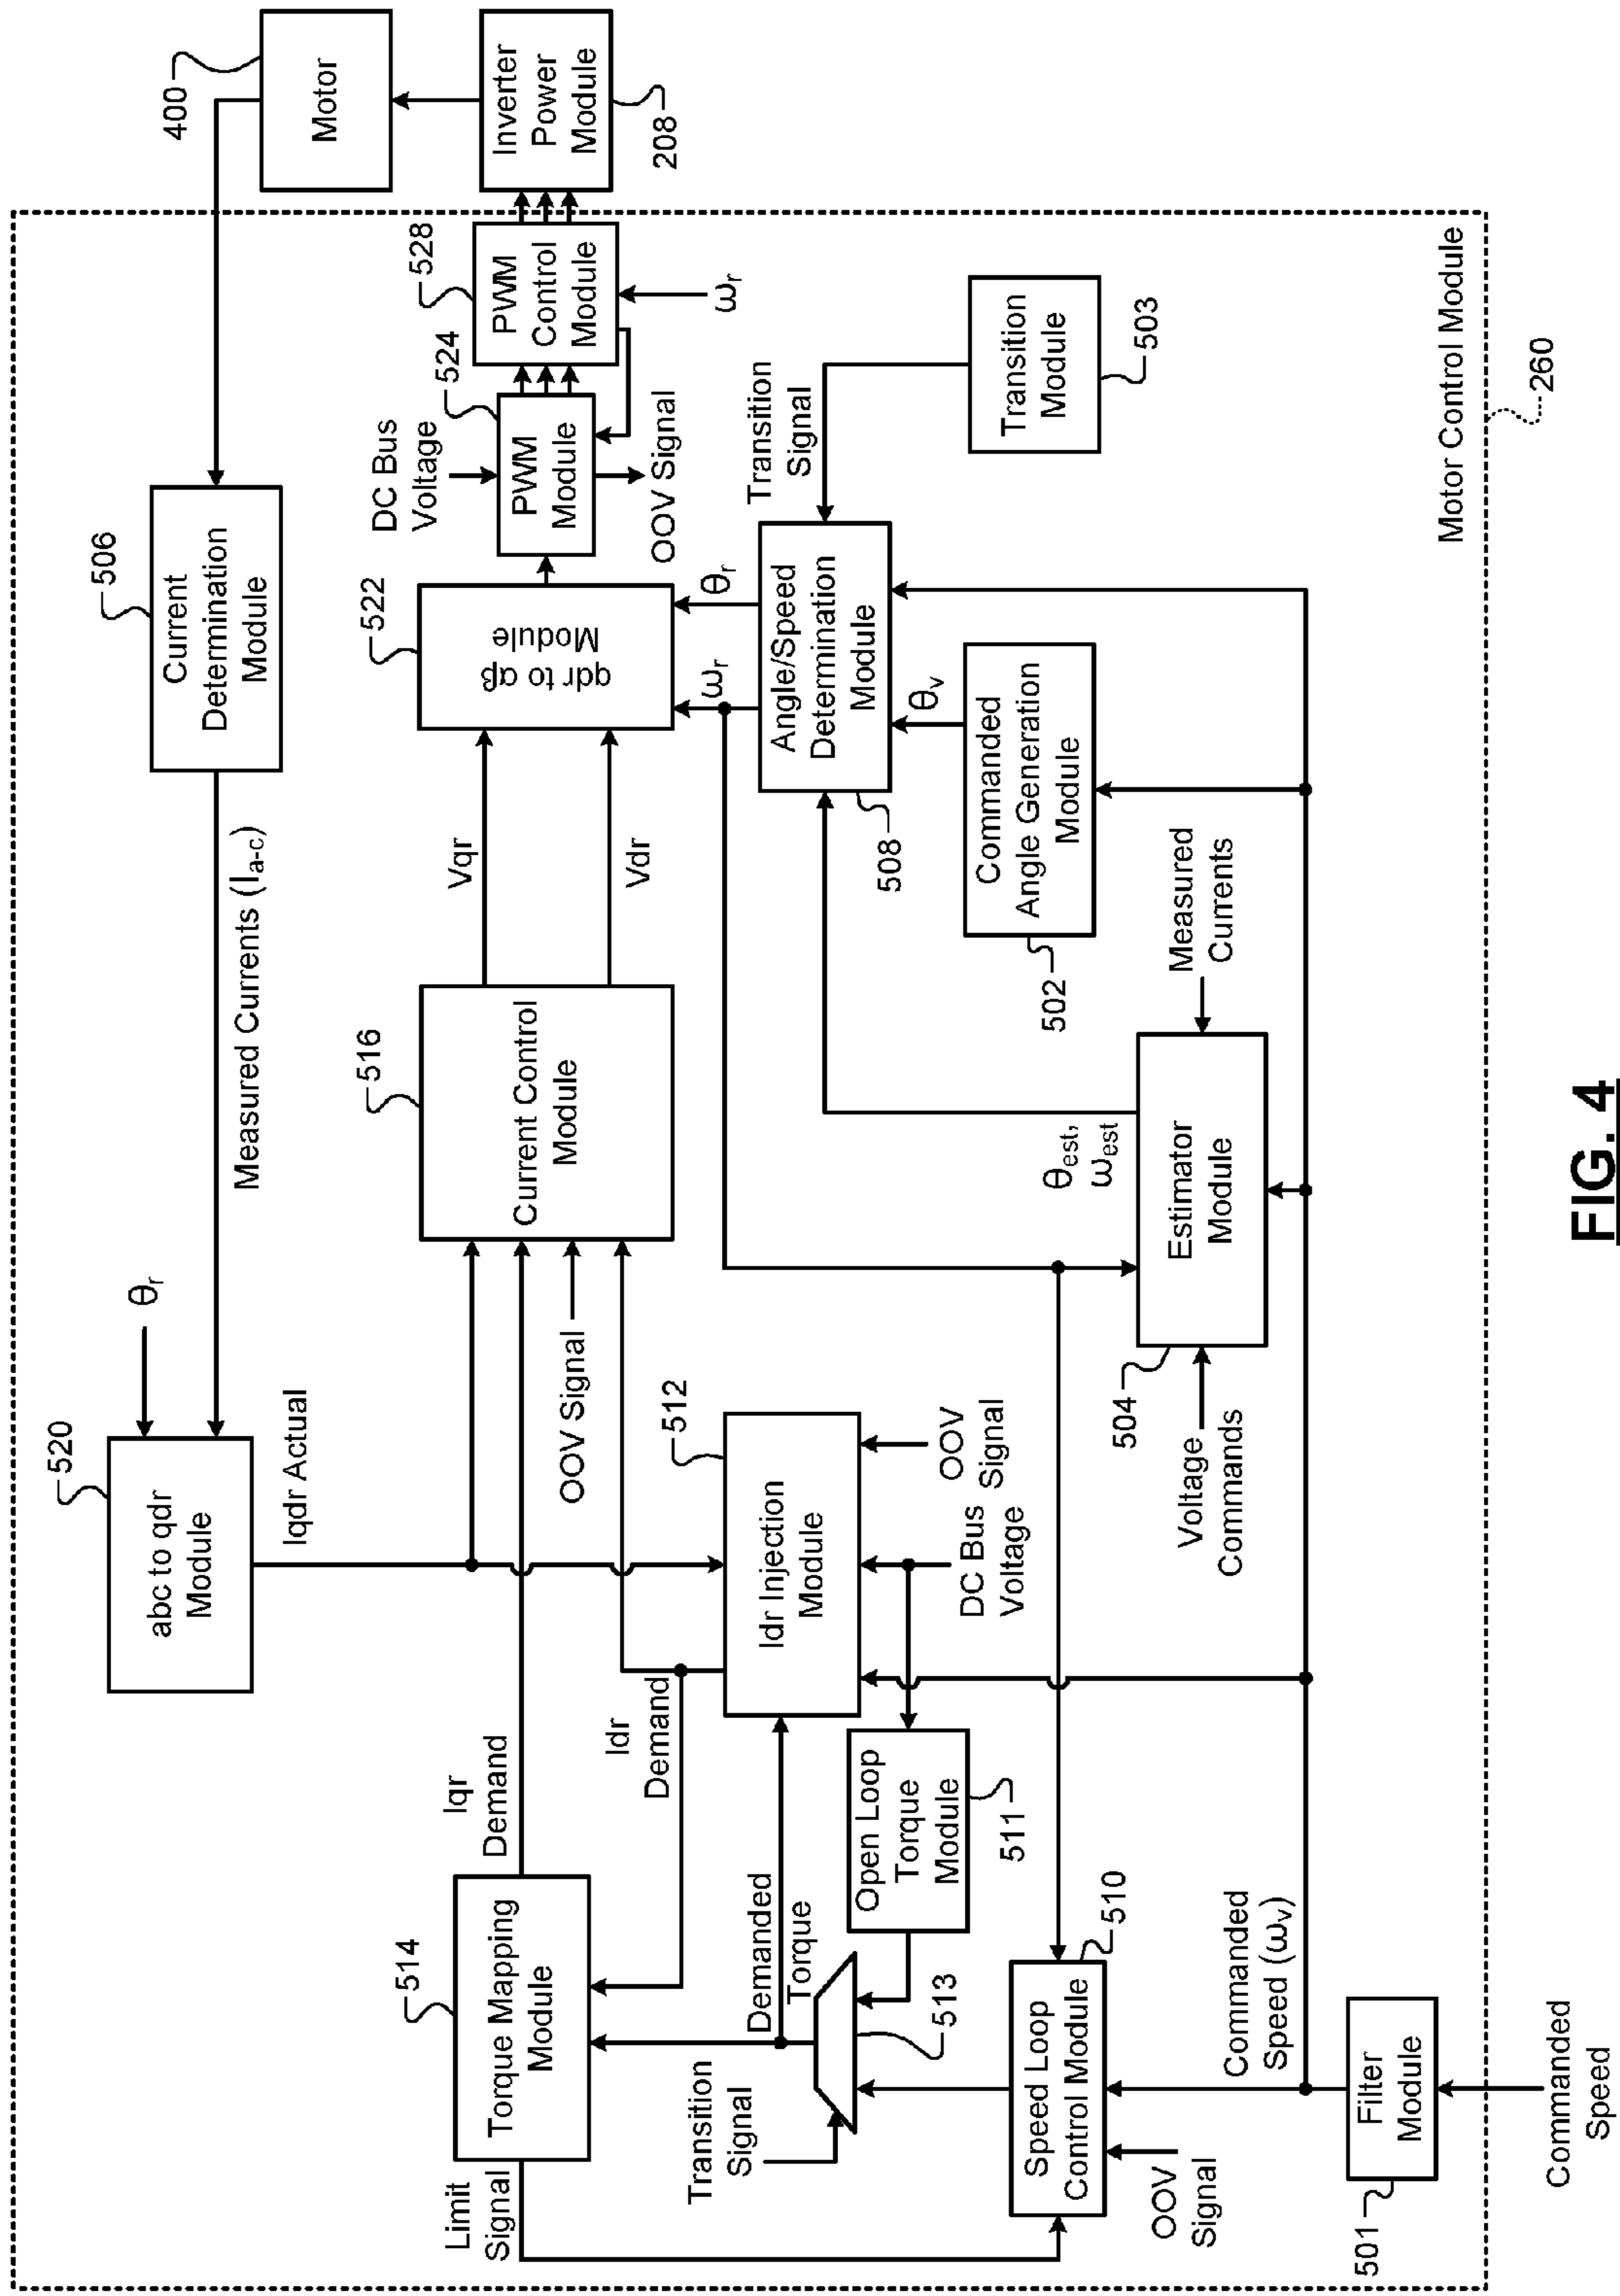 520
abc to qdr
Module
θr
Iqdr Actual
Measured Currents (Ia-c)
506
Current
Determination
Module
400
Motor
514
Torque Mapping
Module
Limit
Signal
Iqr
Demand
Idr
Demand
OOV Signal
516
Current Control
Module
Vqr
Vdr
522
qdr to αβ
Module
DC Bus
Voltage
524
PWM
Module
OOV Signal
528
PWM
Control
Module
ωr
Inverter
Power
Module
208
Transition
Signal
Demanded
Torque
513
512
Idr Injection
Module
OOV
Signal
DC Bus
Voltage
Open Loop
Torque
Module
511
ωr
θr
Angle/Speed
Determination
Module
508
Transition
Signal
Transition
Module
503
θv
Commanded
Angle Generation
Module
502
θest,
ωest
Measured
Currents
Estimator
Module
504
Voltage
Commands
Speed Loop
Control Module
510
OOV
Signal
Commanded
Speed (ωv)
Filter
Module
501
Commanded
Speed
Motor Control Module
260
FIG. 4